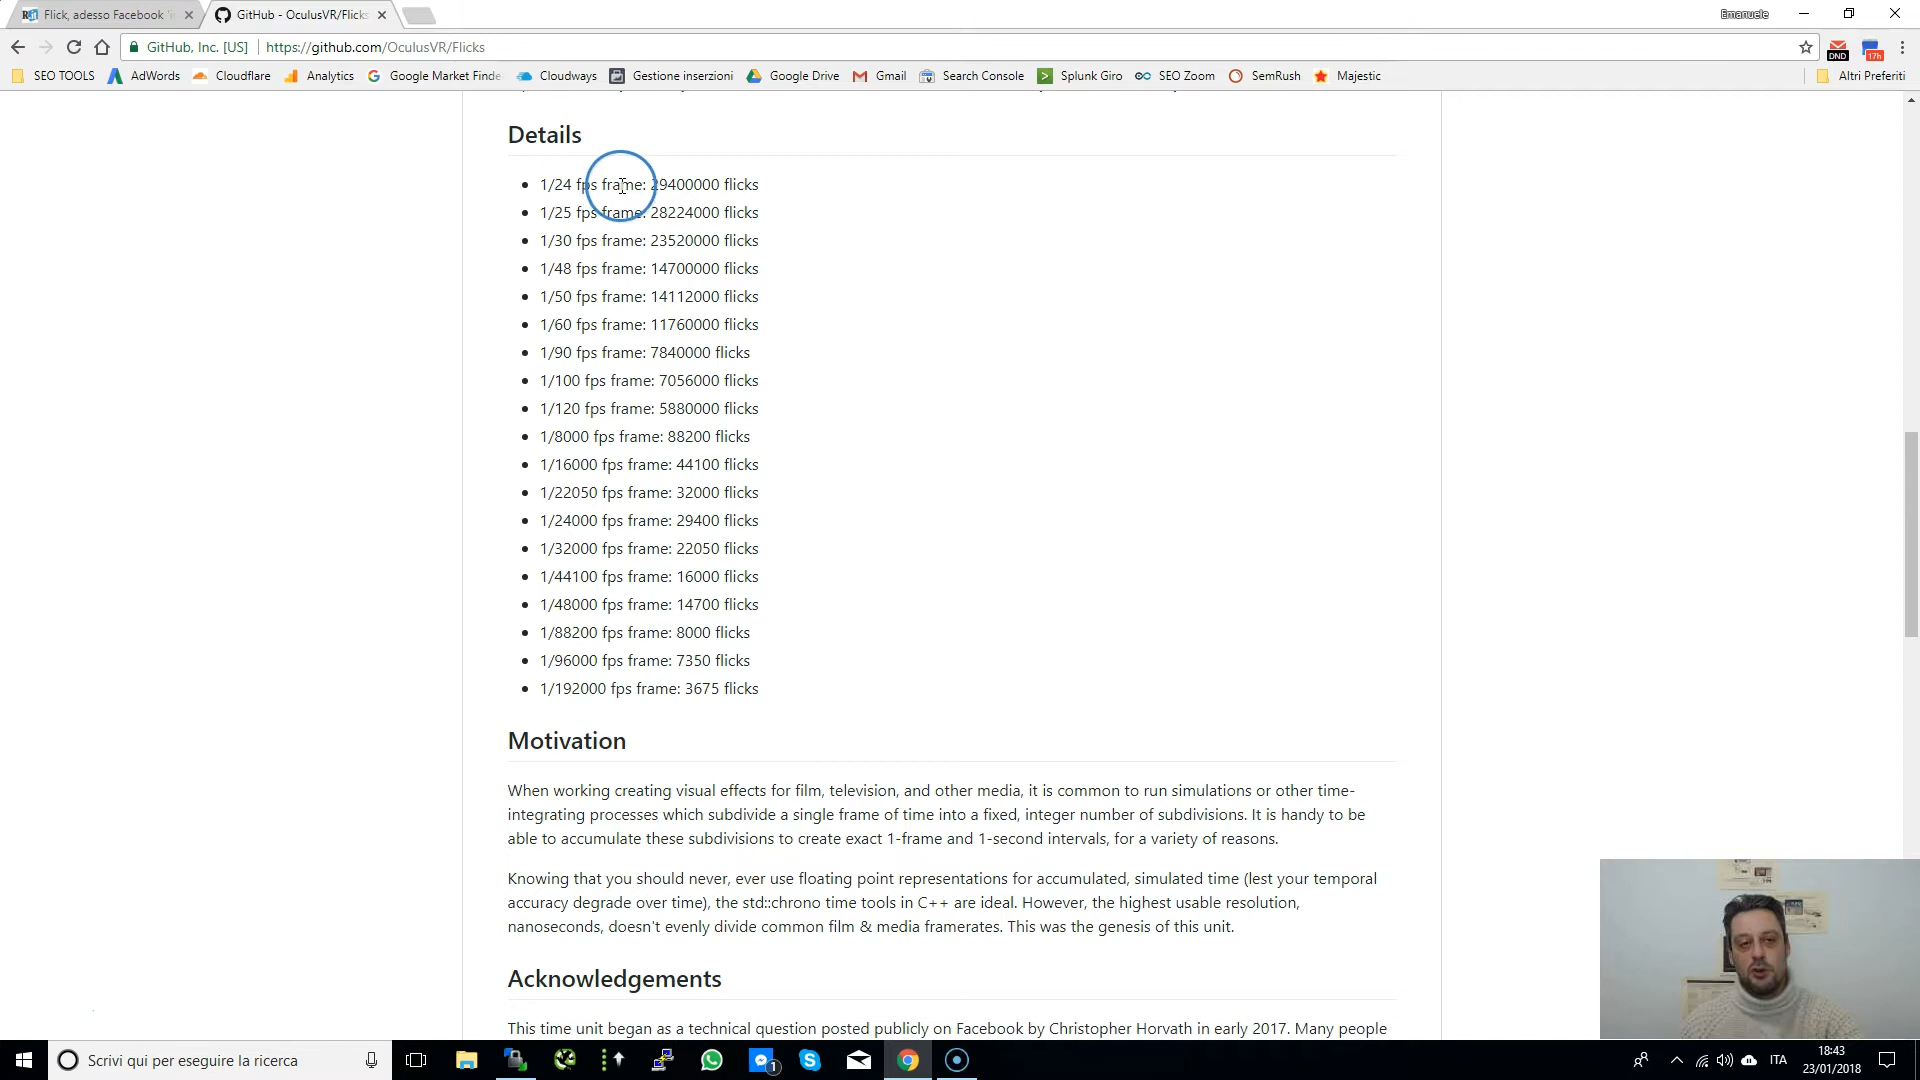 Flick, adesso Facebook
GitHub - OculusVR/Flicks
Emanuele
GitHub, Inc. [US]
https://github.com/OculusVR/Flicks
DND
17h
SEO TOOLS
AdWords
Cloudflare
Analytics
Google Market Finde
Cloudways
Gestione inserzioni
Google Drive
Gmail
Search Console
Splunk Giro
SEO Zoom
SemRush
Majestic
Altri Preferiti
Details
1/24 fps frame: 29400000 flicks
1/25 fps frame: 28224000 flicks
1/30 fps frame: 23520000 flicks
1/48 fps frame: 14700000 flicks
1/50 fps frame: 14112000 flicks
1/60 fps frame: 11760000 flicks
1/90 fps frame: 7840000 flicks
1/100 fps frame: 7056000 flicks
1/120 fps frame: 5880000 flicks
1/8000 fps frame: 88200 flicks
1/16000 fps frame: 44100 flicks
1/22050 fps frame: 32000 flicks
1/24000 fps frame: 29400 flicks
1/32000 fps frame: 22050 flicks
1/44100 fps frame: 16000 flicks
1/48000 fps frame: 14700 flicks
1/88200 fps frame: 8000 flicks
1/96000 fps frame: 7350 flicks
1/192000 fps frame: 3675 flicks
Motivation
When working creating visual effects for film, television, and other media, it is common to run simulations or other time-
integrating processes which subdivide a single frame of time into a fixed, integer number of subdivisions. It is handy to be
able to accumulate these subdivisions to create exact 1-frame and 1-second intervals, for a variety of reasons.
Knowing that you should never, ever use floating point representations for accumulated, simulated time (lest your temporal
accuracy degrade over time), the std::chrono time tools in C++ are ideal. However, the highest usable resolution,
nanoseconds, doesn't evenly divide common film & media framerates. This was the genesis of this unit.
Acknowledgements
This time unit began as a technical question posted publicly on Facebook by Christopher Horvath in early 2017. Many people
Scrivi qui per eseguire la ricerca
1
ITA
18:43
23/01/2018